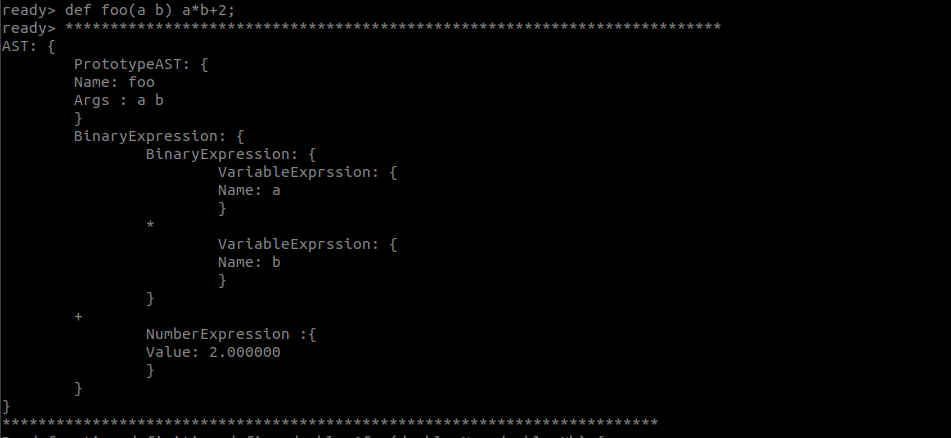 ready> def foo(a b) a*b+2;
ready> *************************************************************************
AST: {
PrototypeAST: {
Name: foo
Args : a b
}
BinaryExpression: {
BinaryExpression: {
VariableExprssion: {
Name: a
}
*
VariableExprssion: {
Name: b
}
}
+
NumberExpression :{
Value: 2.000000
}
}
}
*************************************************************************